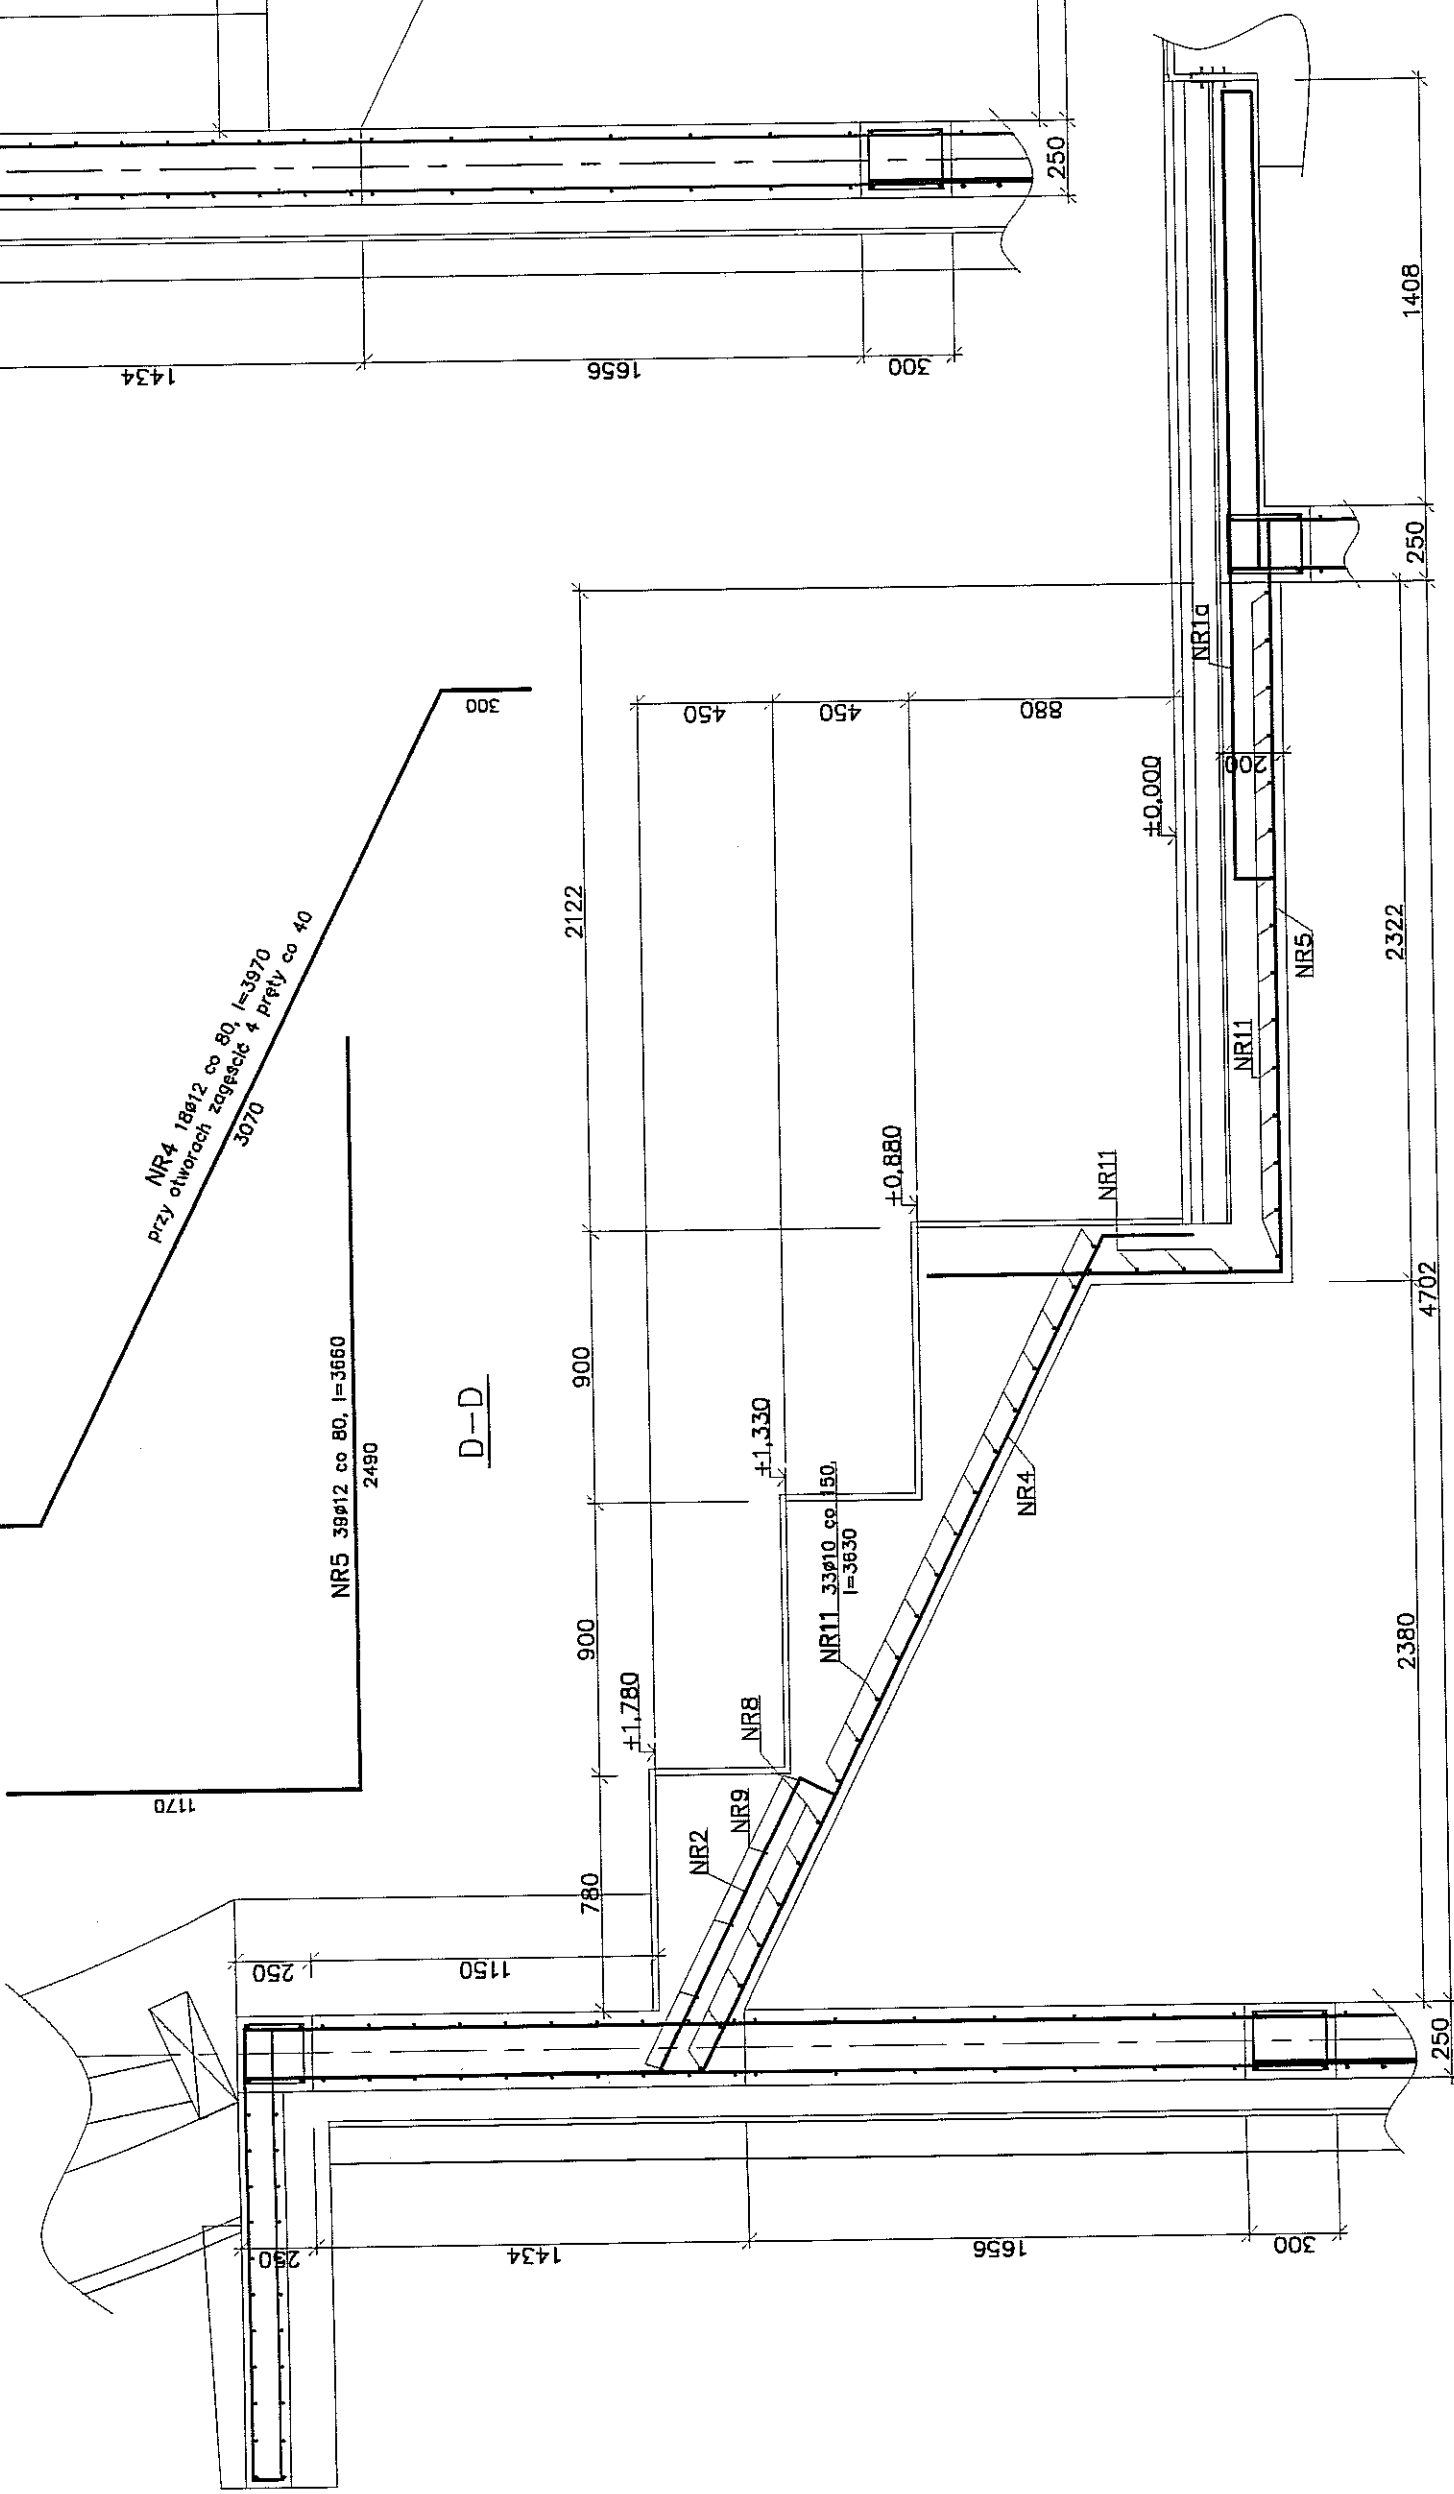 1434
1656
300
250
NR4 18ø12 co 80, l=3970
przy otworach zagęścić 4 pręty co 40
3070
300
NR5 39ø12 co 80, l=3660
2490
1170
D-D
2122
900
900
780
450
450
880
±0,000
+0,880
+1,330
+1,780
250
1150
NR2
NR9
NR8
NR11 33ø10 co 150
l=3630
NR4
NR11
NR11
NR5
NR1a
200
1408
250
2322
4702
2380
250
250
1434
1656
300